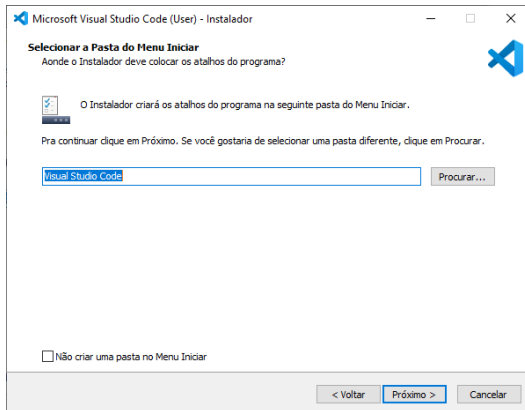 Microsoft Visual Studio Code (User) - Instalador
Selecionar a Pasta do Menu Iniciar
Aonde o Instalador deve colocar os atalhos do programa?
O Instalador criará os atalhos do programa na seguinte pasta do Menu Iniciar.
Pra continuar clique em Próximo. Se você gostaria de selecionar uma pasta diferente, clique em Procurar.
Visual Studio Code
Procurar...
Não criar uma pasta no Menu Iniciar
< Voltar
Próximo >
Cancelar